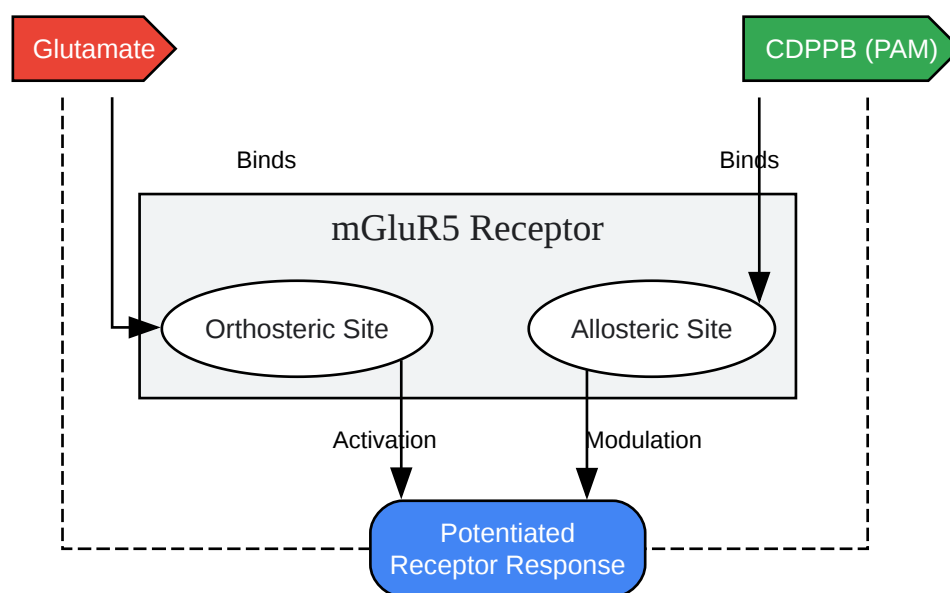 Glutamate
CDPPB (PAM)
Binds
Binds
mGluR5 Receptor
Orthosteric Site
Allosteric Site
Activation
Modulation
Potentiated
Receptor Response